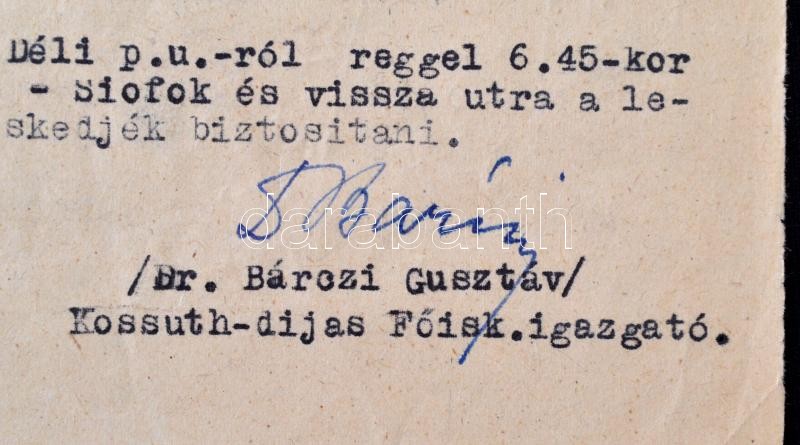 Déli p.u.-ról reggel 6.45-kor
- Siofok és vissza utra a le-
skedjék biztositani.
darabanth
/Dr. Bárczi Gusztáv/
Kossuth-dijas Főisk.igazgató.